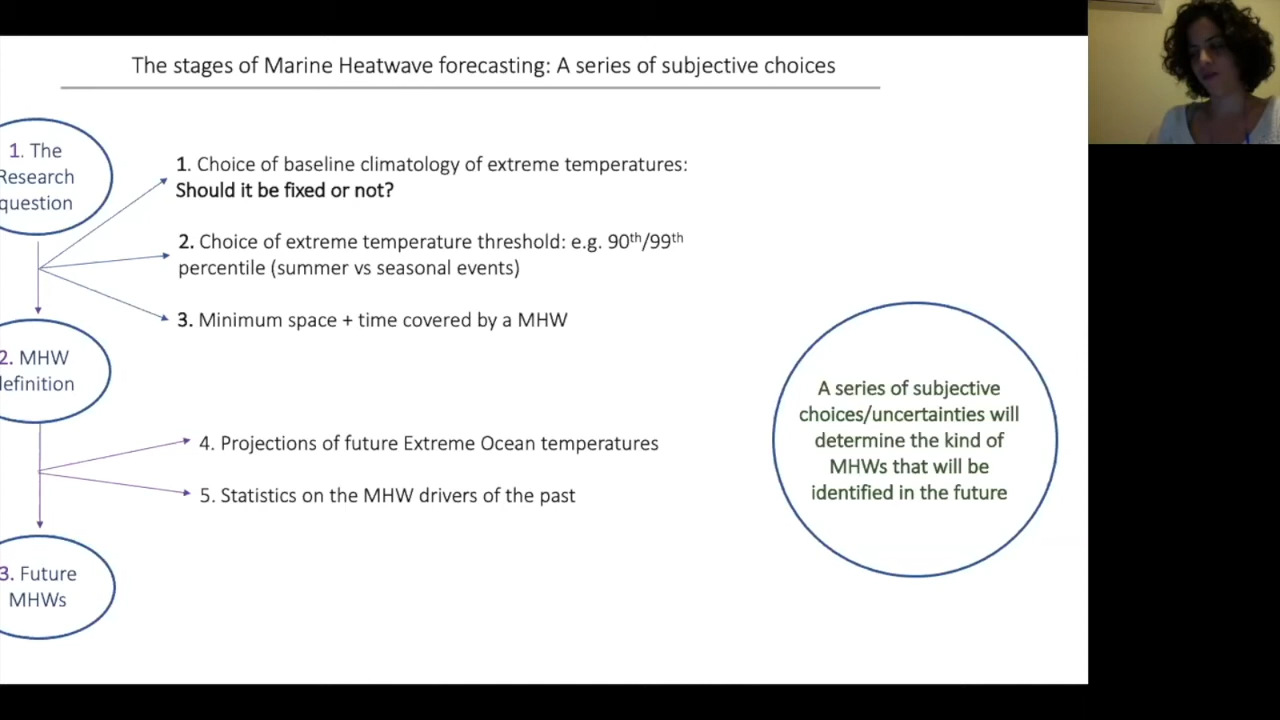 The stages of Marine Heatwave forecasting: A series of subjective choices
1. The
Research
question
1. Choice of baseline climatology of extreme temperatures:
Should it be fixed or not?
2. Choice of extreme temperature threshold: e.g. 90th/99th
percentile (summer vs seasonal events)
3. Minimum space + time covered by a MHW
2. MHW
definition
4. Projections of future Extreme Ocean temperatures
5. Statistics on the MHW drivers of the past
3. Future
MHWs
A series of subjective
choices/uncertainties will
determine the kind of
MHWs that will be
identified in the future